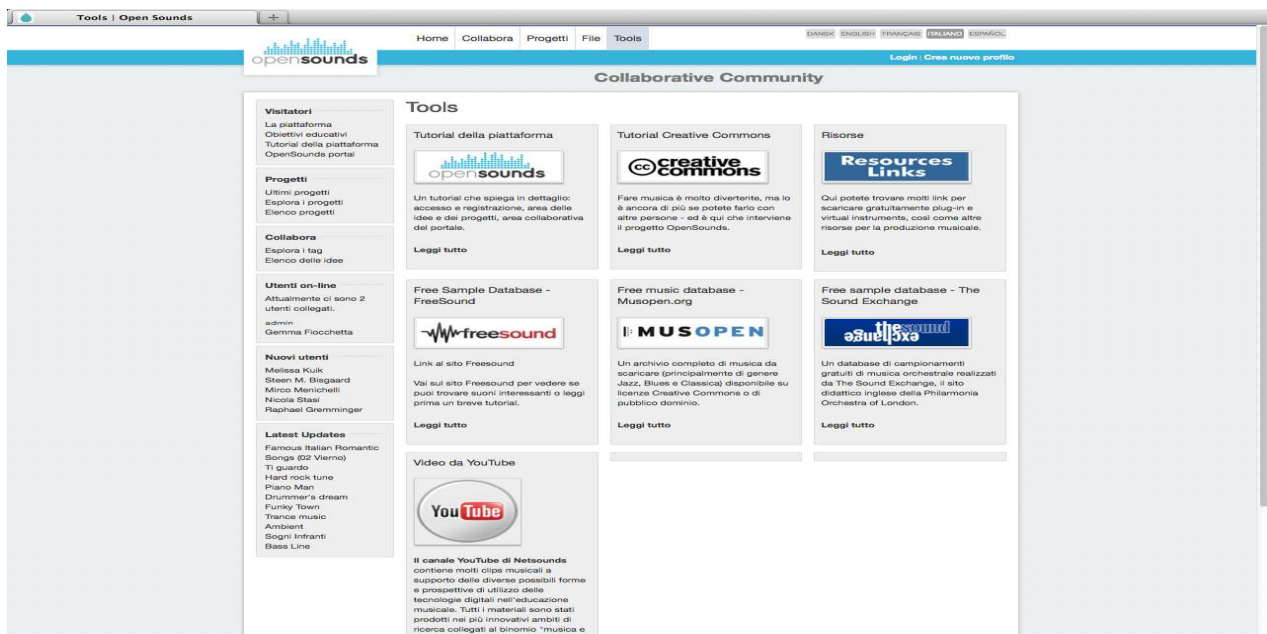 Tools | Open Sounds
Home Collabora Progetti File Tools
DANSK ENGLISH FRANÇAIS ITALIANO ESPAÑOL
opensounds
Login | Crea nuovo profilo
Collaborative Community
Visitatori
La piattaforma
Obiettivi educativi
Tutorial della piattaforma
OpenSounds portal
Progetti
Ultimi progetti
Esplora i progetti
Elenco progetti
Collabora
Esplora i tag
Elenco delle idee
Utenti on-line
Attualmente ci sono 2
utenti collegati.
admin
Gemma Fiocchetta
Nuovi utenti
Melissa Kuik
Steen M. Bisgaard
Mirco Menichelli
Nicola Stasi
Raphael Gremminger
Latest Updates
Famous Italian Romantic
Songs (02 Vierno)
Ti guardo
Hard rock tune
Piano Man
Drummer's dream
Funky Town
Trance music
Ambient
Sogni Infranti
Bass Line
Tools
Tutorial della piattaforma
opensounds
Un tutorial che spiega in dettaglio:
accesso e registrazione, area delle
idee e dei progetti, area collaborativa
del portale.
Leggi tutto
Tutorial Creative Commons
cc creative
commons
Fare musica è molto divertente, ma lo
è ancora di più se potete farlo con
altre persone - ed è qui che interviene
il progetto OpenSounds.
Leggi tutto
Risorse
Resources
Links
Qui potete trovare molti link per
scaricare gratuitamente plug-in e
virtual instruments, così come altre
risorse per la produzione musicale.
Leggi tutto
Free Sample Database -
FreeSound
freesound
Link al sito Freesound
Vai sul sito Freesound per vedere se
puoi trovare suoni interessanti o leggi
prima un breve tutorial.
Leggi tutto
Free music database -
Musopen.org
MUSOPEN
Un archivio completo di musica da
scaricare (principalmente di genere
Jazz, Blues e Classica) disponibile su
licenze Creative Commons o di
pubblico dominio.
Leggi tutto
Free sample database - The
Sound Exchange
the sound
exchange
Un database di campionamenti
gratuiti di musica orchestrale realizzati
da The Sound Exchange, il sito
didattico inglese della Philarmonia
Orchestra of London.
Leggi tutto
Video da YouTube
YouTube
Il canale YouTube di Netsounds
contiene molti clips musicali a
supporto delle diverse possibili forme
e prospettive di utilizzo delle
tecnologie digitali nell'educazione
musicale. Tutti i materiali sono stati
prodotti nei più innovativi ambiti di
ricerca collegati al binomio "musica e